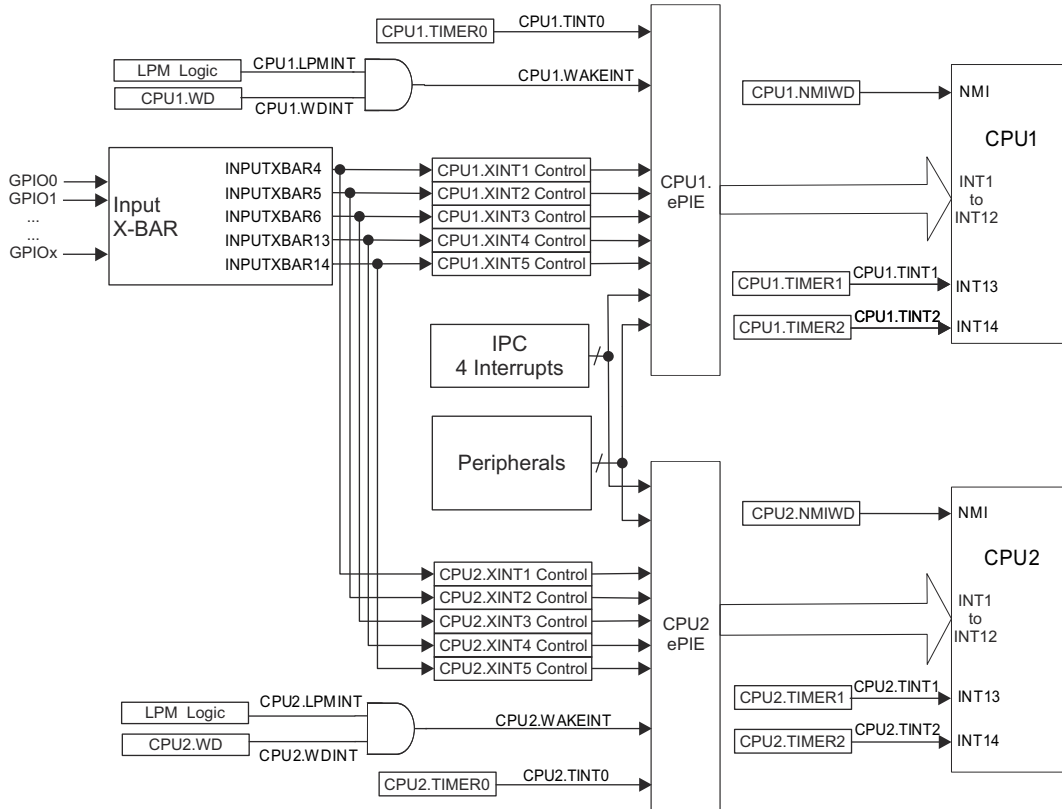 CPU1.TIMER0
CPU1.TINT0
LPM Logic
CPU1.LPMINT
CPU1.WD
CPU1.WDINT
CPU1.WAKEINT
CPU1.NMIWD
NMI
CPU1
GPIO0
GPIO1
...
...
GPIOx
Input
X-BAR
INPUTXBAR4
INPUTXBAR5
INPUTXBAR6
INPUTXBAR13
INPUTXBAR14
CPU1.XINT1 Control
CPU1.XINT2 Control
CPU1.XINT3 Control
CPU1.XINT4 Control
CPU1.XINT5 Control
CPU1.
ePIE
INT1
to
INT12
CPU1.TIMER1
CPU1.TINT1
INT13
CPU1.TIMER2
CPU1.TINT2
INT14
IPC
4 Interrupts
Peripherals
CPU2.NMIWD
NMI
CPU2
CPU2.XINT1 Control
CPU2.XINT2 Control
CPU2.XINT3 Control
CPU2.XINT4 Control
CPU2.XINT5 Control
CPU2
ePIE
INT1
to
INT12
CPU2.TIMER1
CPU2.TINT1
INT13
CPU2.TIMER2
CPU2.TINT2
INT14
LPM Logic
CPU2.LPMINT
CPU2.WD
CPU2.WDINT
CPU2.WAKEINT
CPU2.TIMER0
CPU2.TINT0